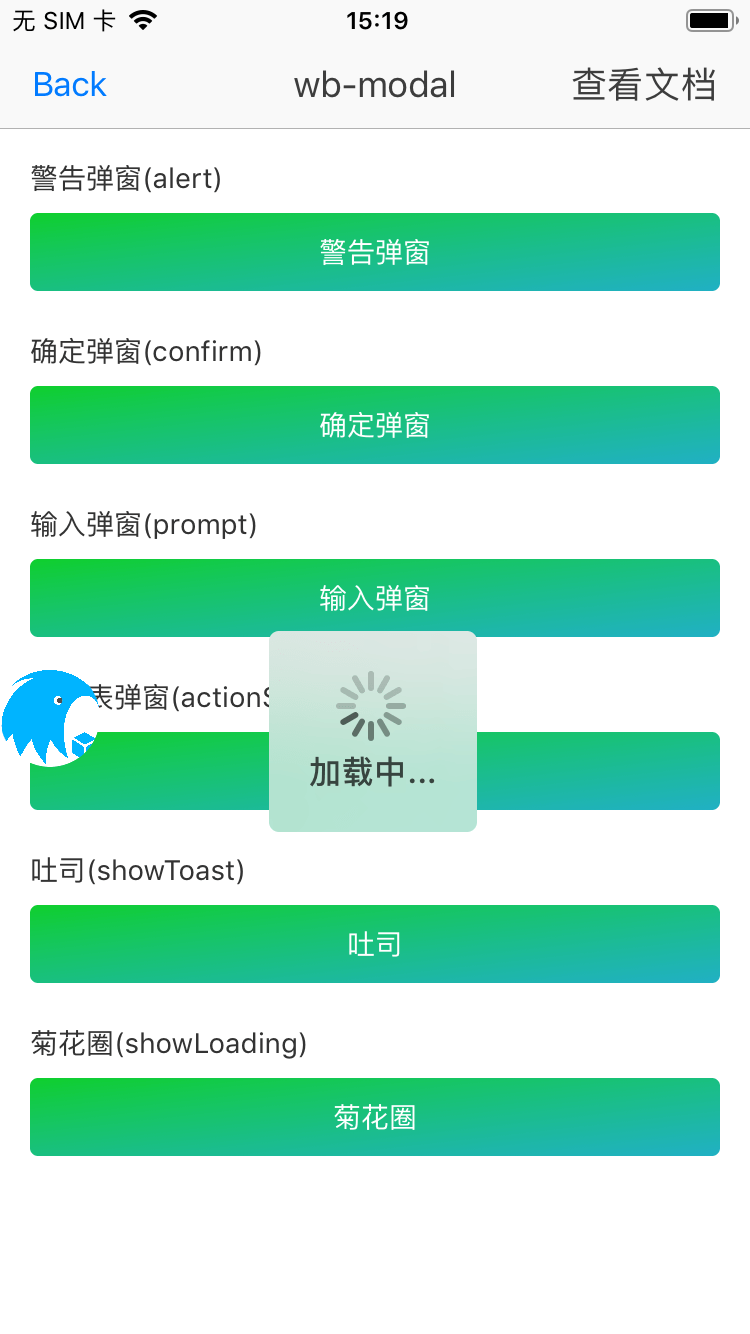 无 SIM 卡 15:19
Back wb-modal 查看文档
警告弹窗(alert)
警告弹窗
确定弹窗(confirm)
确定弹窗
输入弹窗(prompt)
输入弹窗
表弹窗(action
加载中...
吐司(showToast)
吐司
菊花圈(showLoading)
菊花圈